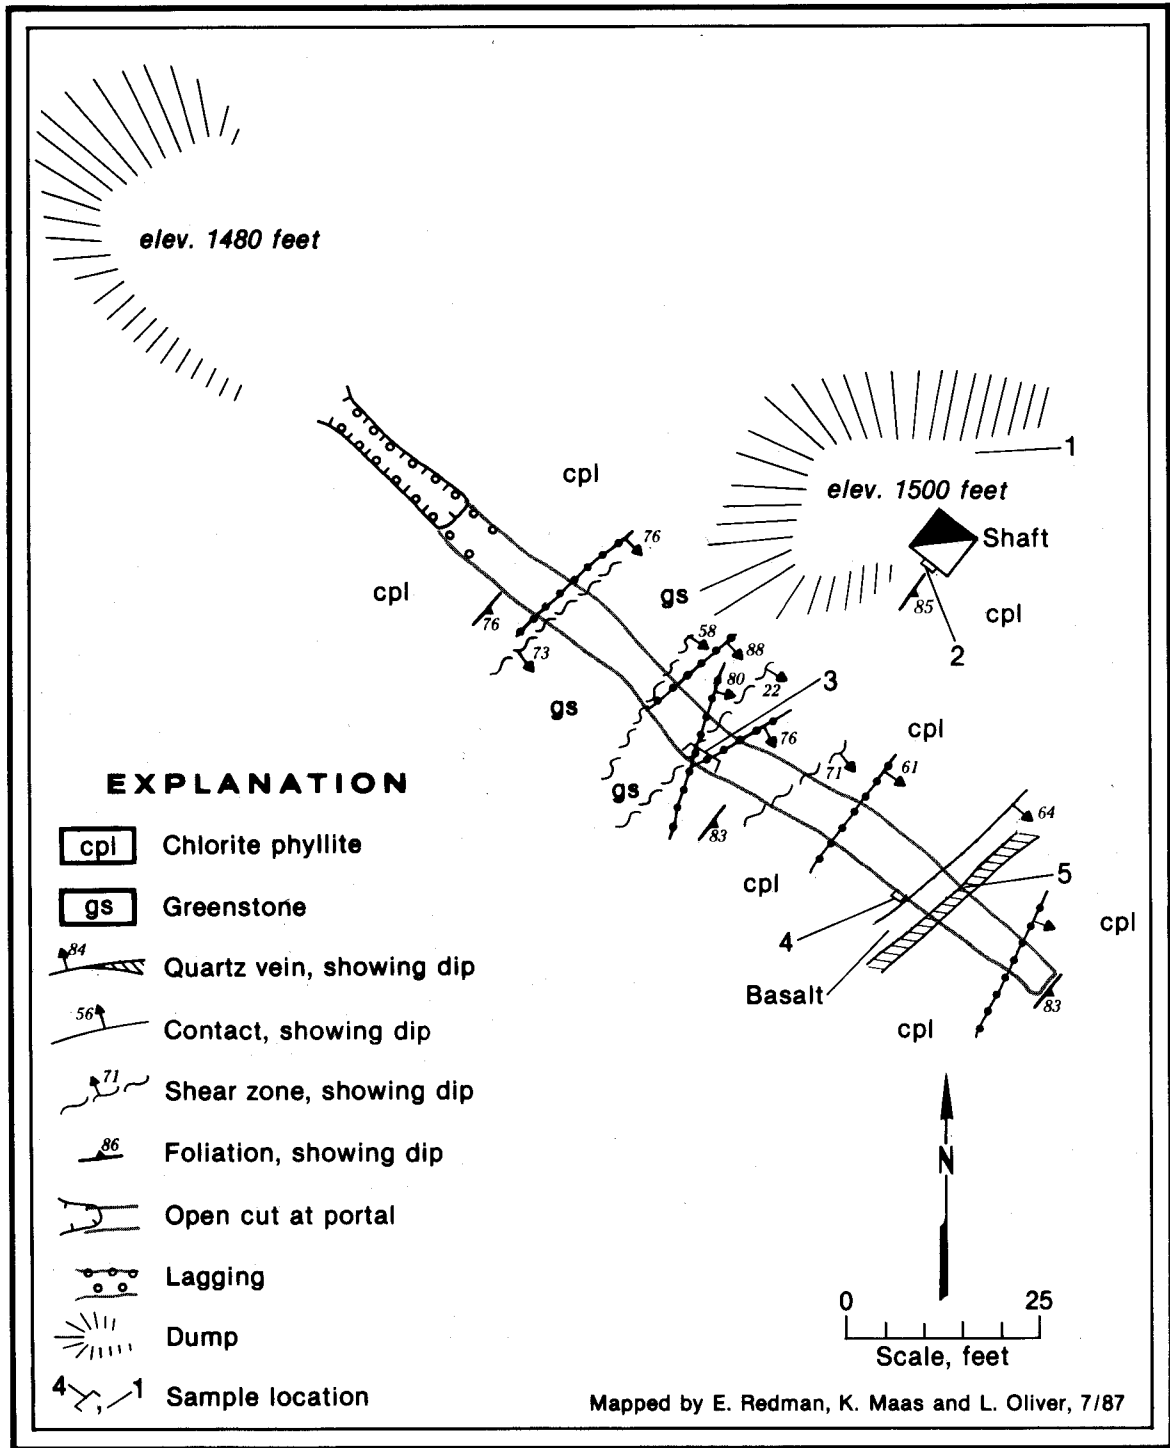 elev. 1480 feet
1
cpl
elev. 1500 feet
Shaft
76
cpl
gs
85
cpl
76
58
88
2
73
80
22
3
gs
76
cpl
71
61
gs
EXPLANATION
83
64
cpl Chlorite phyllite
cpl
5
gs Greenstone
4
cpl
84 Quartz vein, showing dip
Basalt
83
56 Contact, showing dip
cpl
71 Shear zone, showing dip
86 Foliation, showing dip
N
Open cut at portal
Lagging
0 25
Dump
Scale, feet
4 , 1 Sample location
Mapped by E. Redman, K. Maas and L. Oliver, 7/87